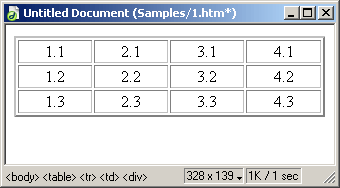 Untitled Document (Samples/1.htm*)
1.1 2.1 3.1 4.1
1.2 2.2 3.2 4.2
1.3 2.3 3.3 4.3
<body> <table> <tr> <td> <div> 328 x 139 1K / 1 sec